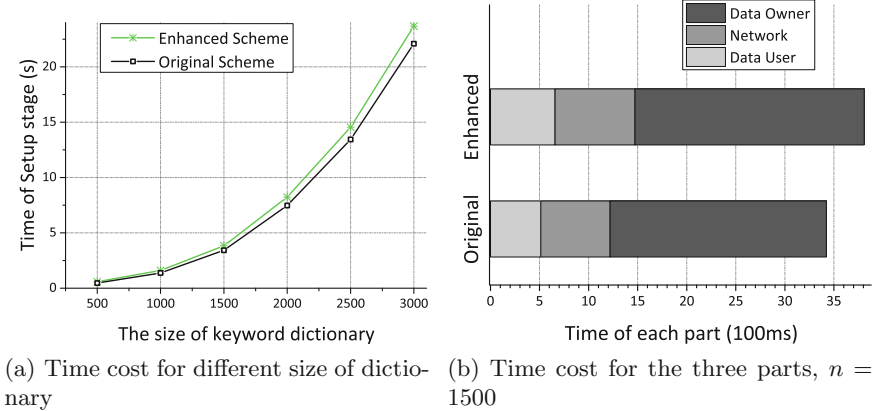 Enhanced Scheme
Original Scheme
Time of Setup stage (s)
20
15
10
5
0
500 1000 1500 2000 2500 3000
The size of keyword dictionary
(a) Time cost for different size of dictio-
nary
Data Owner
Network
Data User
Enhanced
Original
0 5 10 15 20 25 30 35
Time of each part (100ms)
(b) Time cost for the three parts, n =
1500